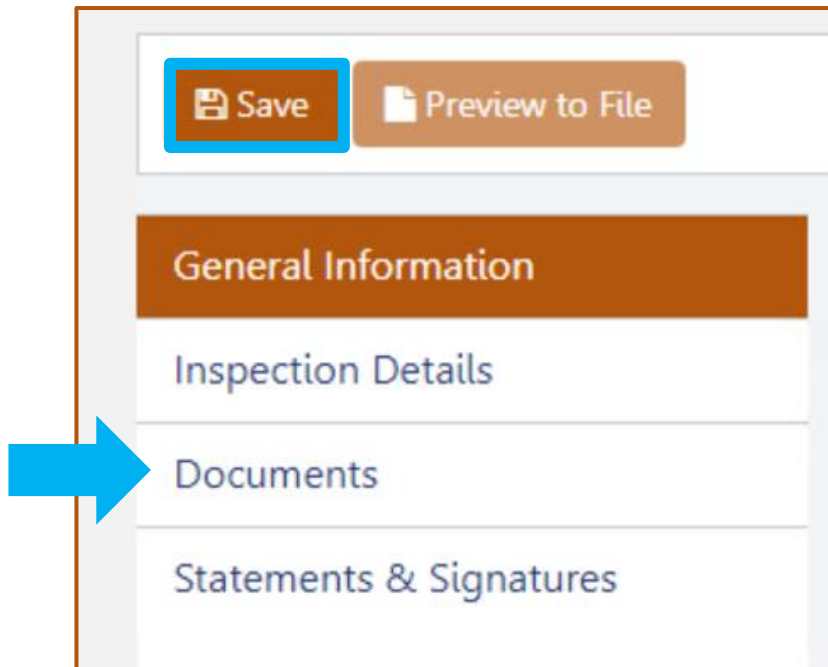 Save Preview to File
General Information
Inspection Details
Documents
Statements & Signatures